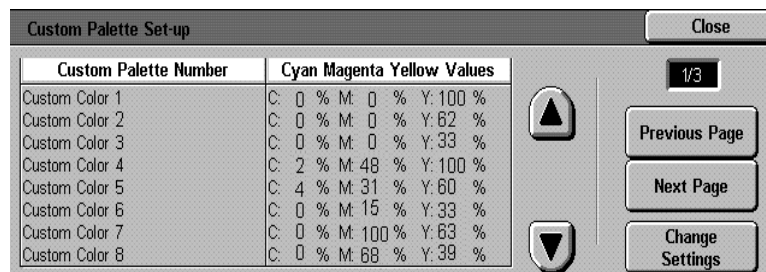 Custom Palette Set-up
Close
Custom Palette Number Cyan Magenta Yellow Values
Custom Color 1 C: 0 % M: 0 % Y: 100 %
Custom Color 2 C: 0 % M: 0 % Y: 62 %
Custom Color 3 C: 0 % M: 0 % Y: 33 %
Custom Color 4 C: 2 % M: 48 % Y: 100 %
Custom Color 5 C: 4 % M: 31 % Y: 60 %
Custom Color 6 C: 0 % M: 15 % Y: 33 %
Custom Color 7 C: 0 % M: 100 % Y: 63 %
Custom Color 8 C: 0 % M: 68 % Y: 39 %
1/3
Previous Page
Next Page
Change
Settings